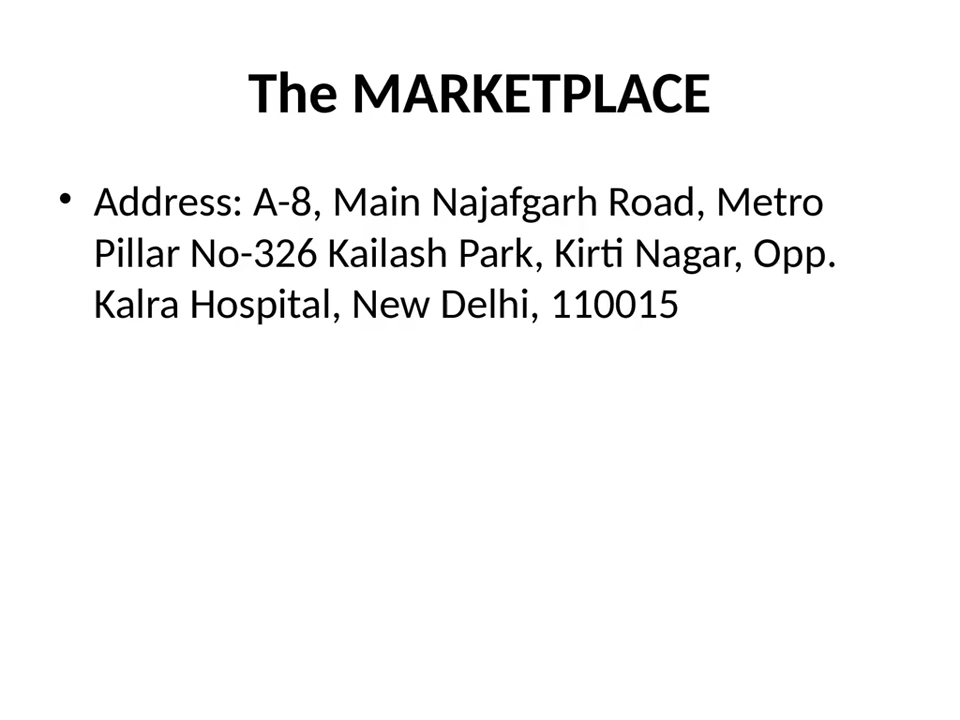 The MARKETPLACE
• Address: A-8, Main Najafgarh Road, Metro
Pillar No-326 Kailash Park, Kirti Nagar, Opp.
Kalra Hospital, New Delhi, 110015